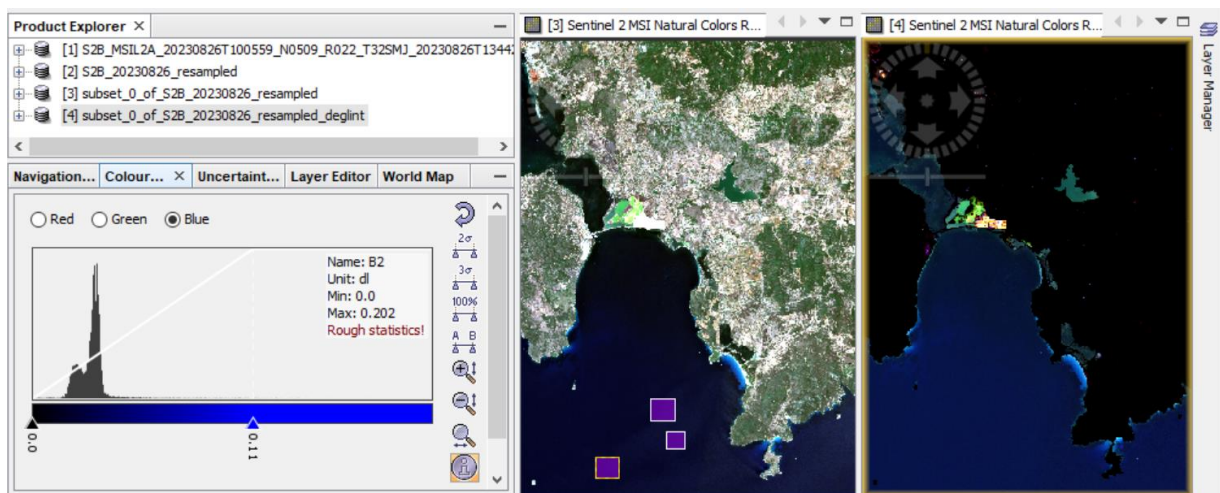 Product Explorer ×
[1] S2B_MSIL2A_20230826T100559_N0509_R022_T32SMJ_20230826T1344
[2] S2B_20230826_resampled
[3] subset_0_of_S2B_20230826_resampled
[4] subset_0_of_S2B_20230826_resampled_deglint
Navigation... Colour... × Uncertaint... Layer Editor World Map
Red Green Blue
Name: B2
Unit: dl
Min: 0.0
Max: 0.202
Rough statistics!
0.0
0.11
2σ
3σ
100%
A B
[3] Sentinel 2 MSI Natural Colors R...
[4] Sentinel 2 MSI Natural Colors R...
Layer Manager